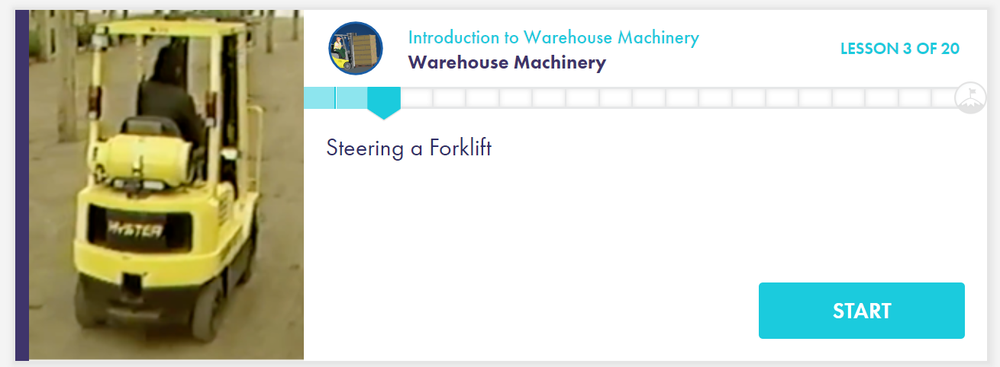 Introduction to Warehouse Machinery
Warehouse Machinery
LESSON 3 OF 20
Steering a Forklift
HYSTER
START